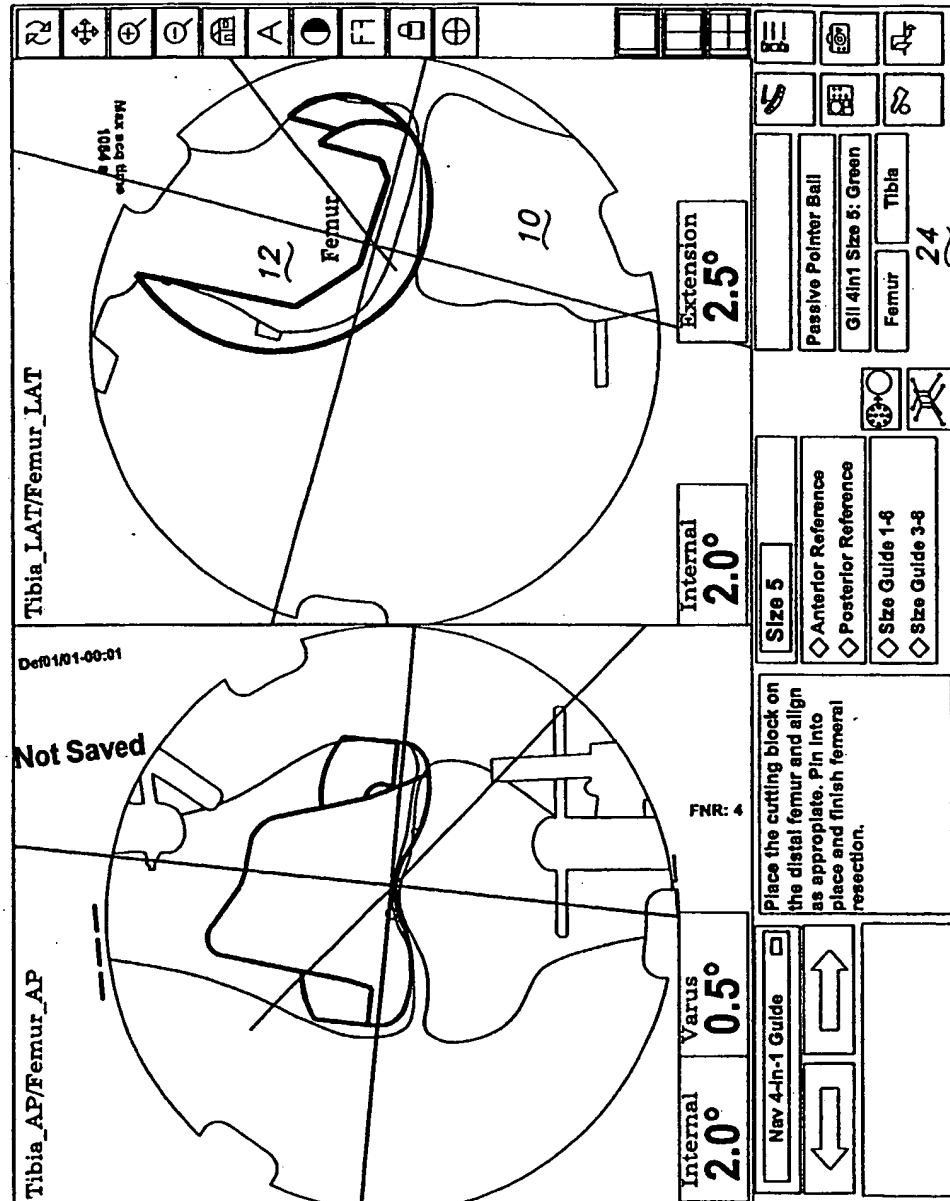 Tibia_AP/Femur_AP
Not Saved
Def01/01-00:01
FNR: 4
Internal
2.0°
Varus
0.5°
Tibia_LAT/Femur_LAT
Max acq time
1084 s
12
Femur
10
Internal
2.0°
Extension
2.5°
A
Nav 4-in-1 Guide
Place the cutting block on
the distal femur and align
as appropiate. Pin into
place and finish femeral
resection.
Size 5
Anterior Reference
Posterior Reference
Size Guide 1-6
Size Guide 3-8
Passive Pointer Ball
GII 4in1 Size 5: Green
Femur
Tibia
24